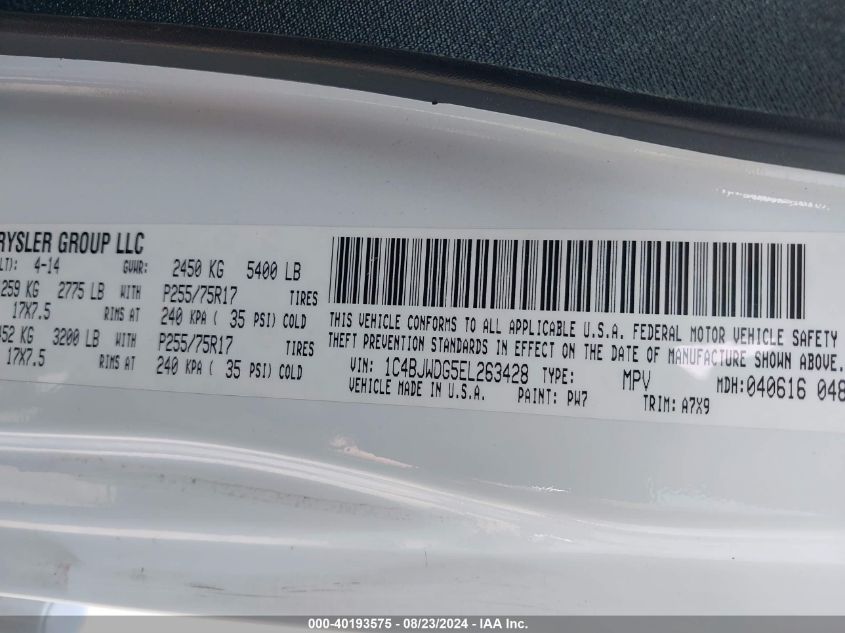 RYSLER GROUP LLC
LT): 4-14 GVWR: 2450 KG 5400 LB
259 KG 2775 LB WITH P255/75R17 TIRES
17X7.5 RIMS AT 240 KPA ( 35 PSI) COLD
452 KG 3200 LB WITH P255/75R17 TIRES
17X7.5 RIMS AT 240 KPA ( 35 PSI) COLD
THIS VEHICLE CONFORMS TO ALL APPLICABLE U.S.A. FEDERAL MOTOR VEHICLE SAFETY
THEFT PREVENTION STANDARDS IN EFFECT ON THE DATE OF MANUFACTURE SHOWN ABOVE.
VIN: 1C4BJWDG5EL263428 TYPE: MPV MDH:040616 048
VEHICLE MADE IN U.S.A. PAINT: PW7 TRIM: A7X9
000-40193575 - 08/23/2024 - IAA Inc.